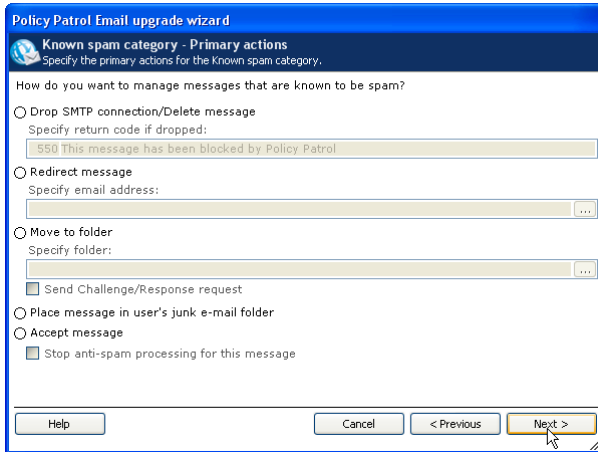 Policy Patrol Email upgrade wizard
Known spam category - Primary actions
Specify the primary actions for the Known spam category.
How do you want to manage messages that are known to be spam?
Drop SMTP connection/Delete message
Specify return code if dropped:
550 This message has been blocked by Policy Patrol
Redirect message
Specify email address:
...
Move to folder
Specify folder:
...
Send Challenge/Response request
Place message in user's junk e-mail folder
Accept message
Stop anti-spam processing for this message
Help Cancel < Previous Next >